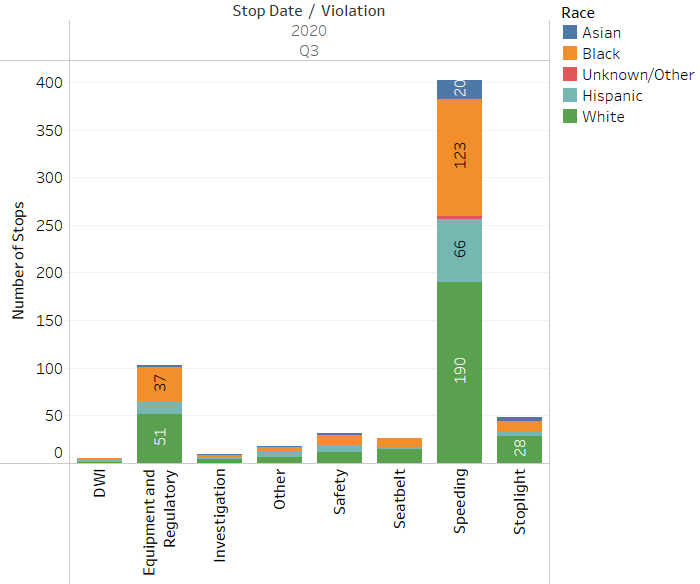 Stop Date / Violation
2020
Q3
Race
Asian
Black
Unknown/Other
Hispanic
White
Number of Stops
400
350
300
250
200
150
100
50
0
37
51
20
123
66
190
28
DWI
Equipment and
Regulatory
Investigation
Other
Safety
Seatbelt
Speeding
Stoplight